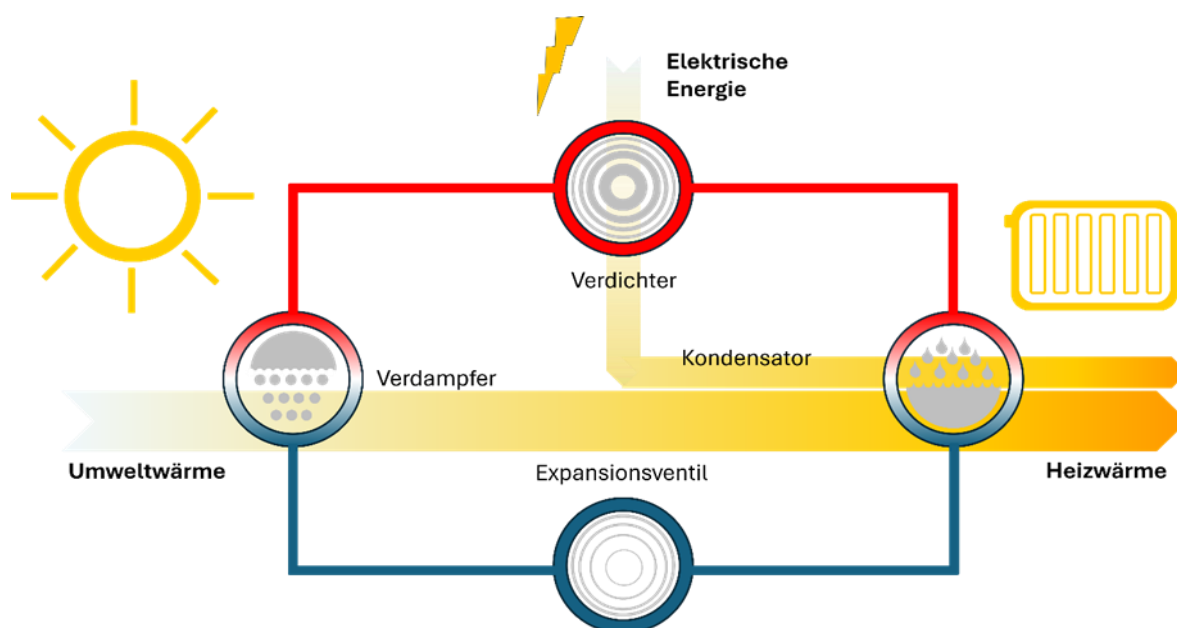 Elektrische
Energie
Verdichter
Kondensator
Verdampfer
Umweltwärme
Expansionsventil
Heizwärme